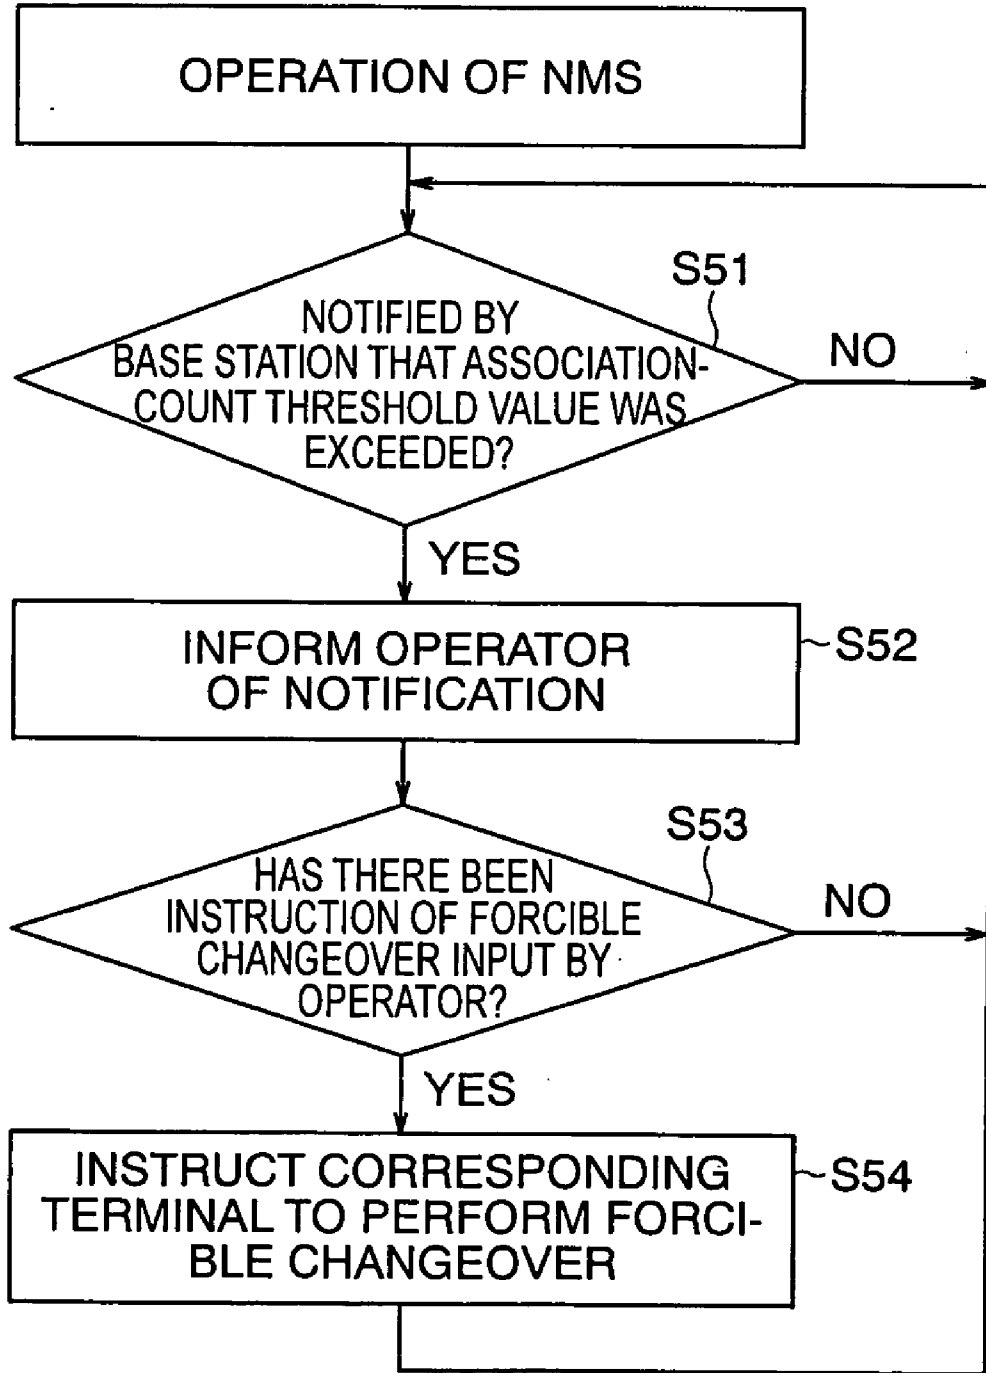 OPERATION OF NMS
S51
NOTIFIED BY
BASE STATION THAT ASSOCIATION-
COUNT THRESHOLD VALUE WAS
EXCEEDED?
NO
YES
INFORM OPERATOR
OF NOTIFICATION
S52
S53
HAS THERE BEEN
INSTRUCTION OF FORCIBLE
CHANGEOVER INPUT BY
OPERATOR?
NO
YES
INSTRUCT CORRESPONDING
TERMINAL TO PERFORM FORCI-
BLE CHANGEOVER
S54